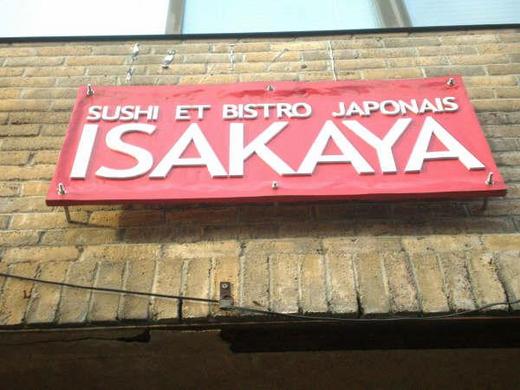 SUSHI ET BISTRO JAPONAIS
ISAKAYA